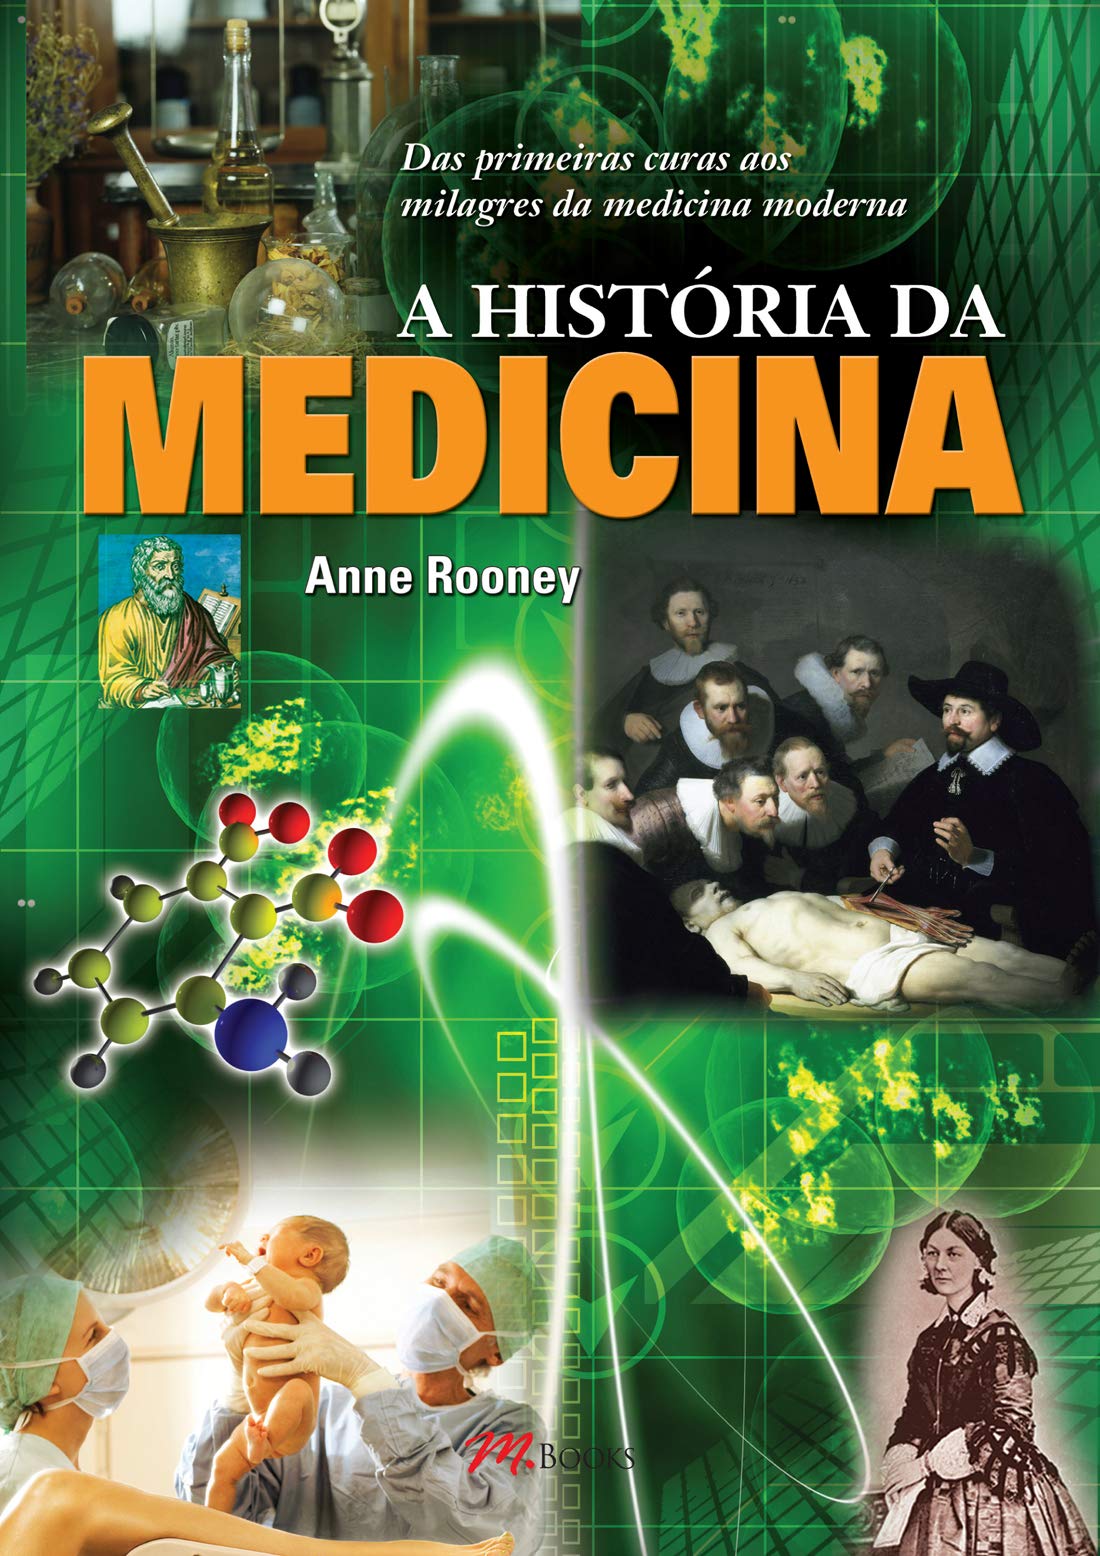 Das primeiras curas aos
milagres da medicina moderna
A HISTÓRIA DA
MEDICINA
Anne Rooney
M. BOOKS